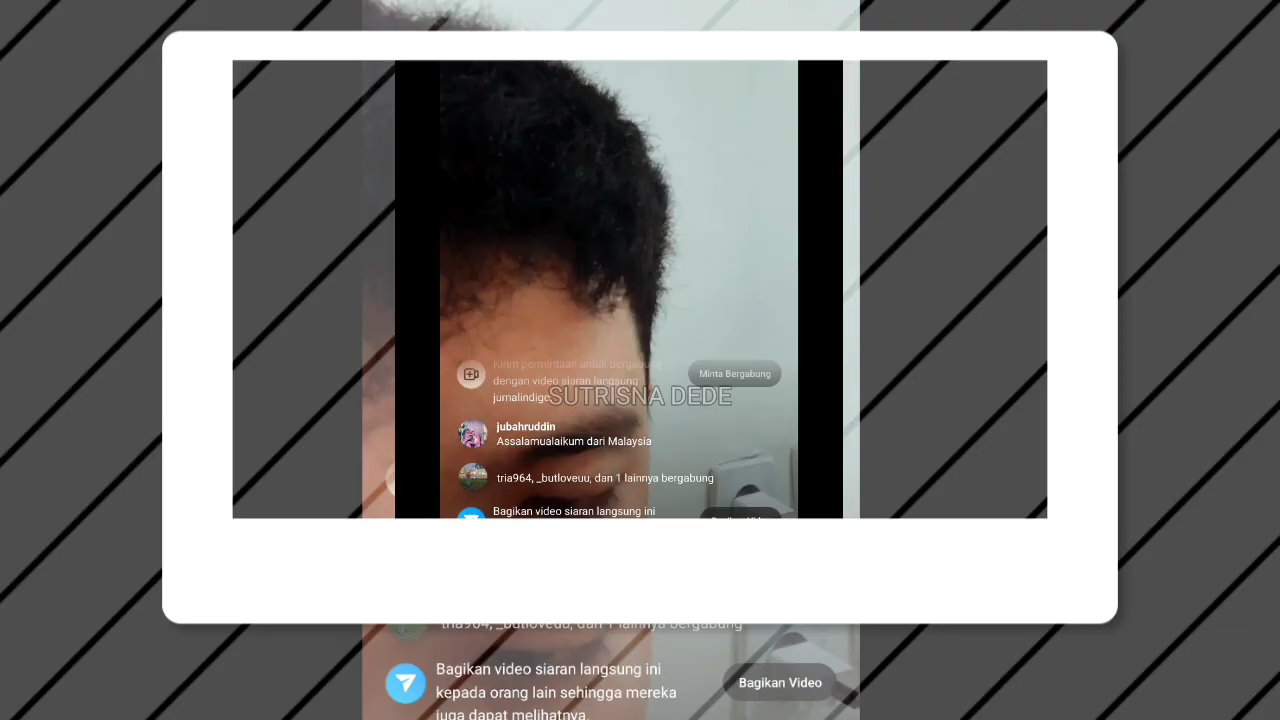 Kirim permintaan untuk bergabung
dengan video siaran langsung
jurnalindigo
Minta Bergabung
SUTRISNA DEDE
jubahruddin
Assalamualaikum dari Malaysia
tria964, _butloveuu, dan 1 lainnya bergabung
Bagikan video siaran langsung ini
tria964, _butloveuu, dan 1 lainnya bergabung
Bagikan video siaran langsung ini
kepada orang lain sehingga mereka
juga dapat melihatnya.
Bagikan Video